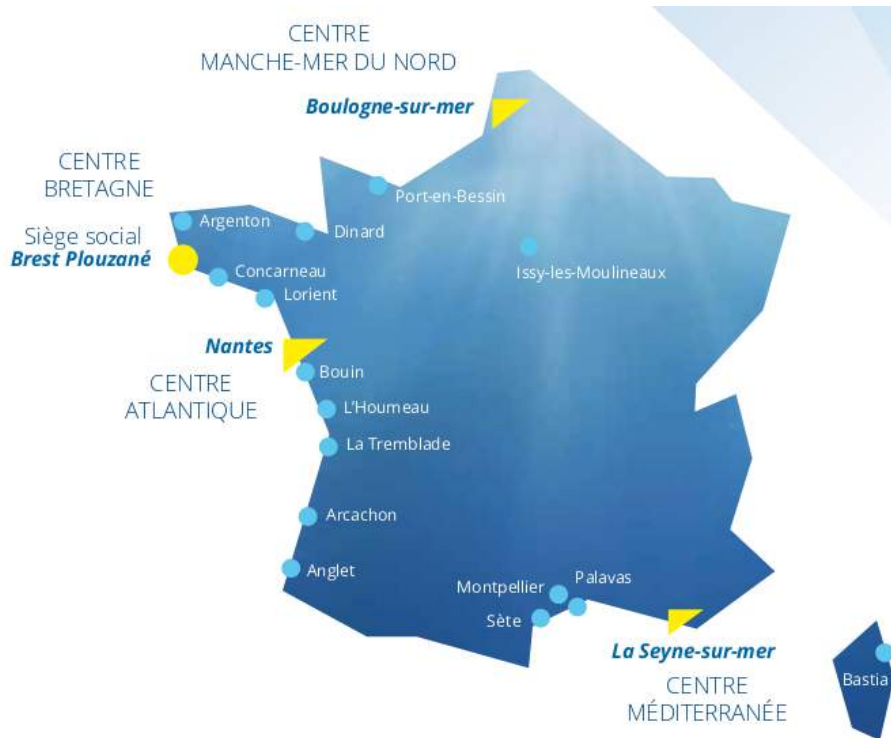 CENTRE
MANCHE-MER DU NORD
Boulogne-sur-mer
CENTRE
BRETAGNE
Port-en-Bessin
Argenton
Dinard
Siège social
Brest Plouzané
Concarneau
Issy-les-Moulineaux
Lorient
Nantes
Bouin
CENTRE
ATLANTIQUE
L'Houmeau
La Tremblade
Arcachon
Anglet
Montpellier
Palavas
Sète
La Seyne-sur-mer
Bastia
CENTRE
MÉDITERRANÉE